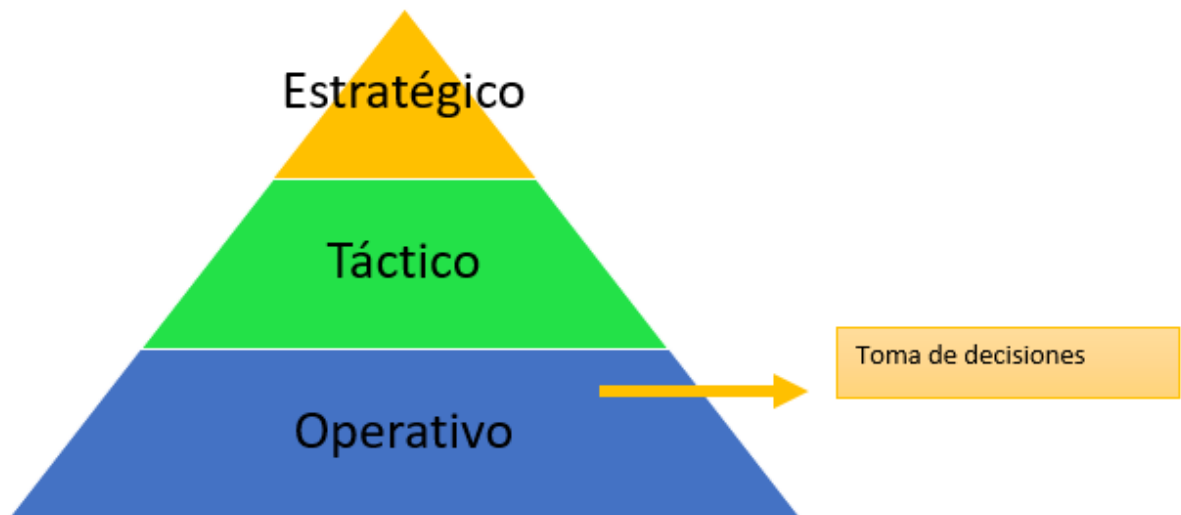 Estratégico
Táctico
Toma de decisiones
Operativo